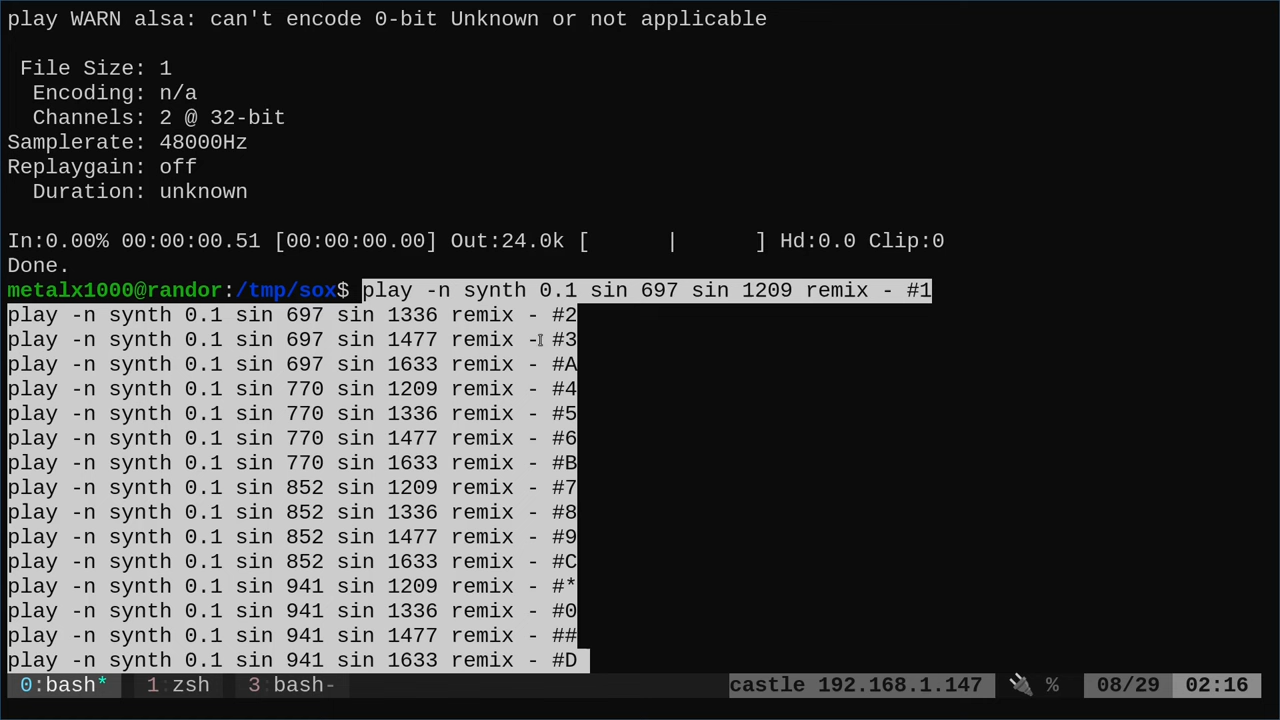 play WARN alsa: can't encode 0-bit Unknown or not applicable
File Size: 1
Encoding: n/a
Channels: 2 @ 32-bit
Samplerate: 48000Hz
Replaygain: off
Duration: unknown
In:0.00% 00:00:00.51 [00:00:00.00] Out:24.0k [      |      ] Hd:0.0 Clip:0
Done.
metalx1000@randor:/tmp/sox$ play -n synth 0.1 sin 697 sin 1209 remix - #1
play -n synth 0.1 sin 697 sin 1336 remix - #2
play -n synth 0.1 sin 697 sin 1477 remix - #3
play -n synth 0.1 sin 697 sin 1633 remix - #A
play -n synth 0.1 sin 770 sin 1209 remix - #4
play -n synth 0.1 sin 770 sin 1336 remix - #5
play -n synth 0.1 sin 770 sin 1477 remix - #6
play -n synth 0.1 sin 770 sin 1633 remix - #B
play -n synth 0.1 sin 852 sin 1209 remix - #7
play -n synth 0.1 sin 852 sin 1336 remix - #8
play -n synth 0.1 sin 852 sin 1477 remix - #9
play -n synth 0.1 sin 852 sin 1633 remix - #C
play -n synth 0.1 sin 941 sin 1209 remix - #*
play -n synth 0.1 sin 941 sin 1336 remix - #0
play -n synth 0.1 sin 941 sin 1477 remix - ##
play -n synth 0.1 sin 941 sin 1633 remix - #D
0:bash* 1:zsh 3:bash- castle 192.168.1.147 🔌 % 08/29 02:16